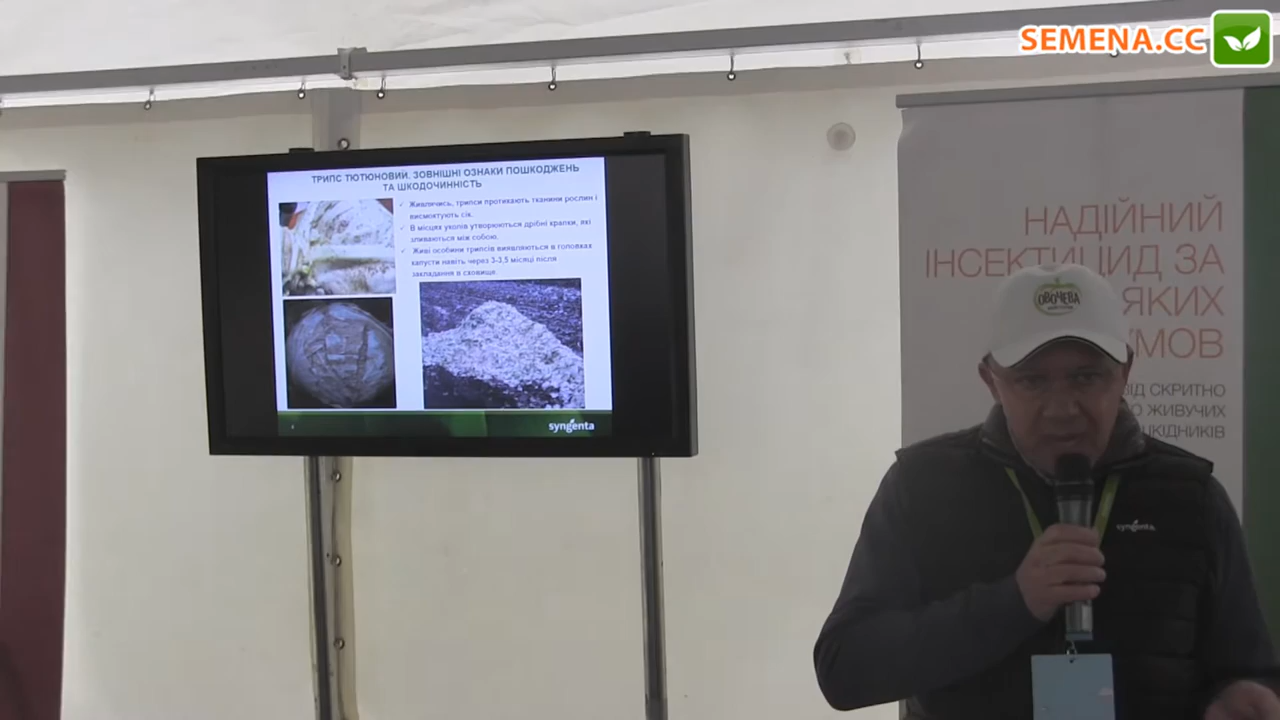 SEMENA.CC
ТРИПС ТЮТЮНОВИЙ. ЗОВНІШНІ ОЗНАКИ ПОШКОДЖЕНЬ
ТА ШКОДОЧИННІСТЬ
Живлячись, трипси протикають тканини рослин і
висмоктують сік.
В місцях уколів утворюються дрібні крапки, які
зливаються між собою.
Живі особини трипсів виявляються в головках
капусти навіть через 3-3,5 місяці після
закладання в сховище.
syngenta
НАДІЙНИЙ
ІНСЕКТИЦИД ЗА
ЯКИХ
МОВ
ВІД СКРИТНО
О ЖИВУЧИХ
ШКІДНИКІВ
ОВОЧЕВА
syngenta